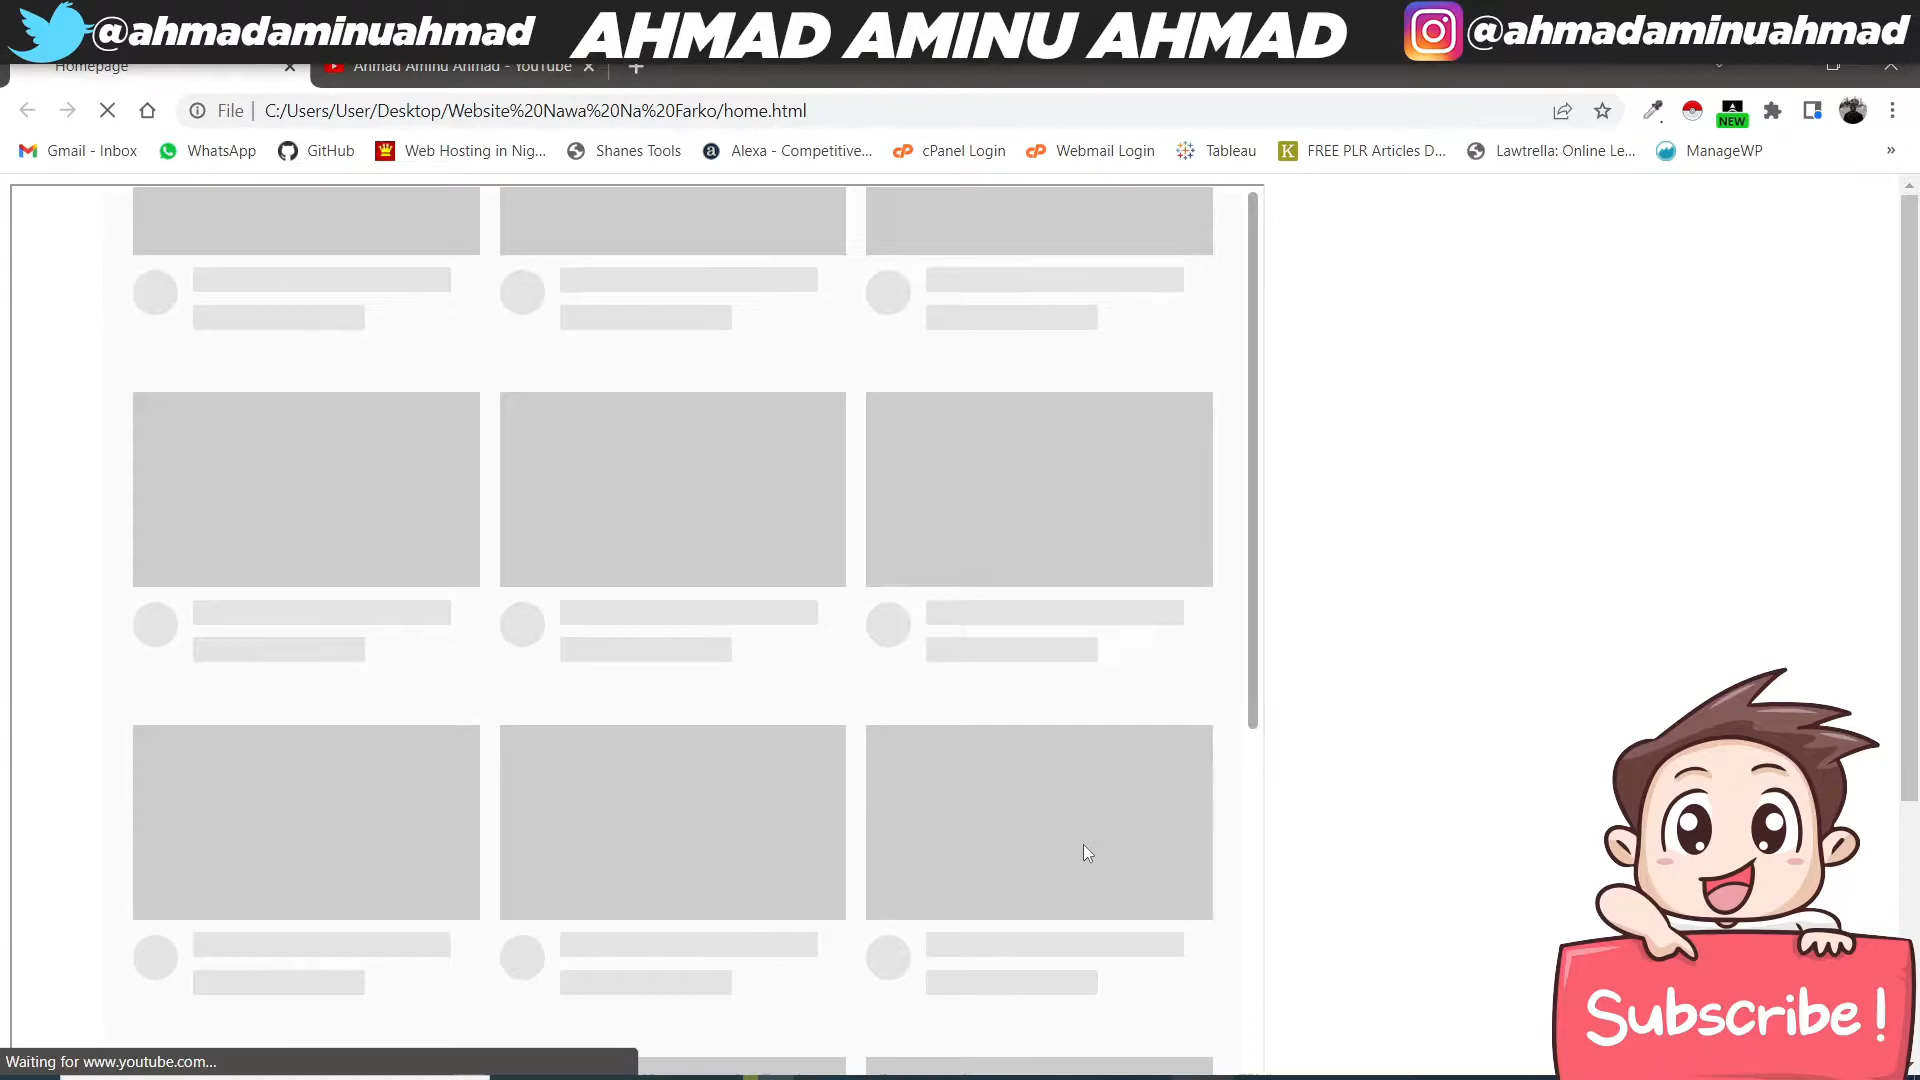 @ahmadaminuahmad AHMAD AMINU AHMAD @ahmadaminuahmad
Homepage Ahmad Aminu Ahmad - YouTube
File C:/Users/User/Desktop/Website%20Nawa%20Na%20Farko/home.html
NEW
Gmail - Inbox WhatsApp GitHub Web Hosting in Nig... Shanes Tools Alexa - Competitive... cPanel Login Webmail Login Tableau FREE PLR Articles D... Lawtrella: Online Le... ManageWP »
Subscribe!
Waiting for www.youtube.com...